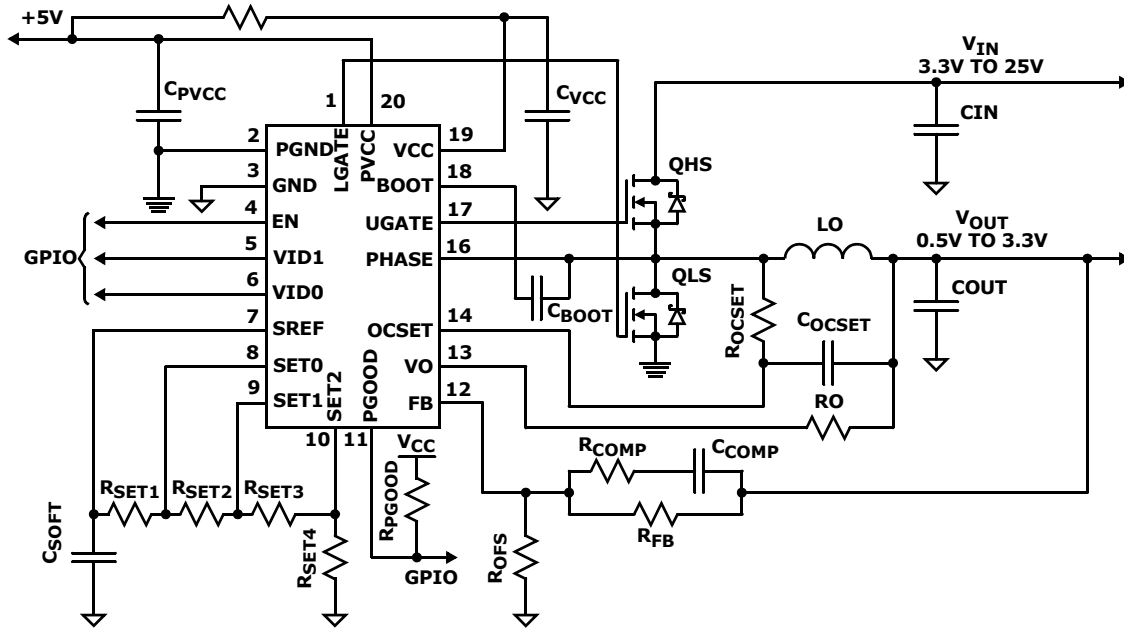 +5V
VIN
3.3V TO 25V
CPVCC
1
20
CVCC
CIN
2
PGND
LGATE
PVCC
VCC
19
3
GND
BOOT
18
QHS
4
EN
UGATE
17
GPIO
5
VID1
PHASE
16
LO
VOUT
0.5V TO 3.3V
6
VID0
CBOOT
QLS
COUT
7
SREF
OCSET
14
ROCSET
COCSET
8
SET0
VO
13
9
SET1
SET2
PGOOD
FB
12
RO
10
11
VCC
RCOMP
CCOMP
RSET1
RSET2
RSET3
RPGOOD
RFB
CSOFT
RSET4
ROFS
GPIO